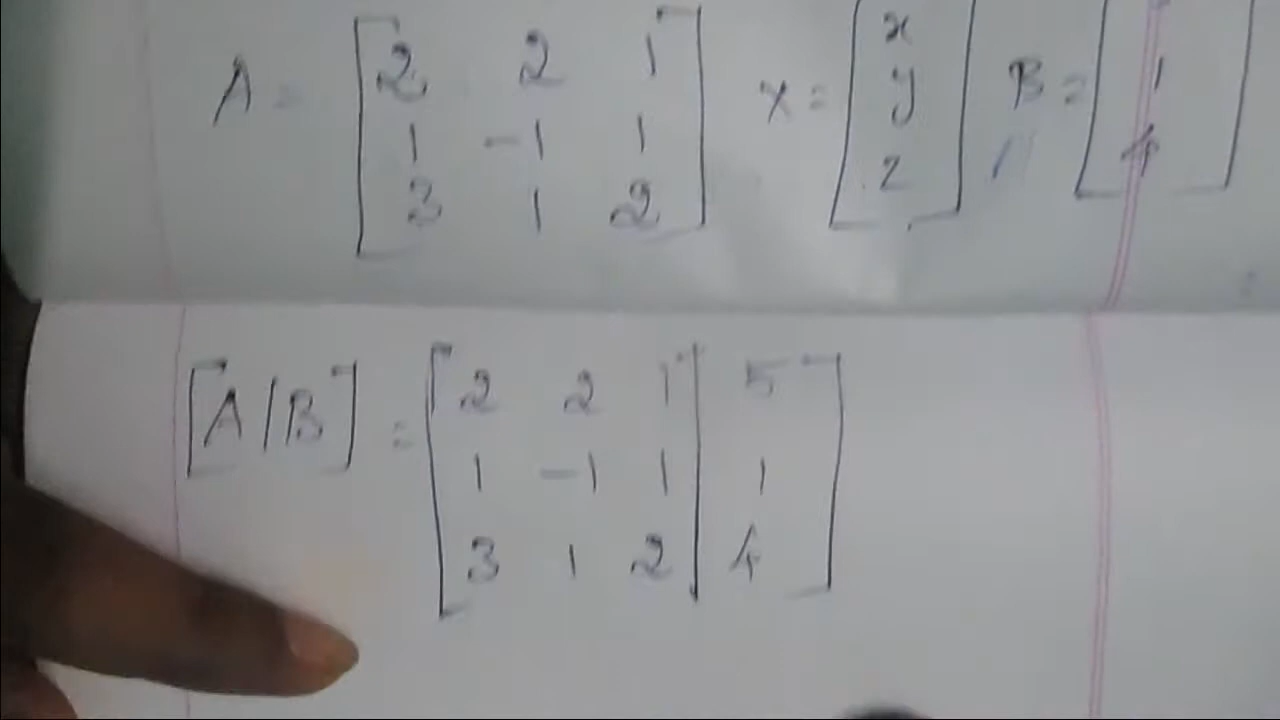 A = [ 2 2 1 X = [ x B = [
1 -1 1 y 1
3 1 2 ] z ] 4 ]
[A|B] = [ 2 2 1 | 5
1 -1 1 | 1
3 1 2 | 4 ]